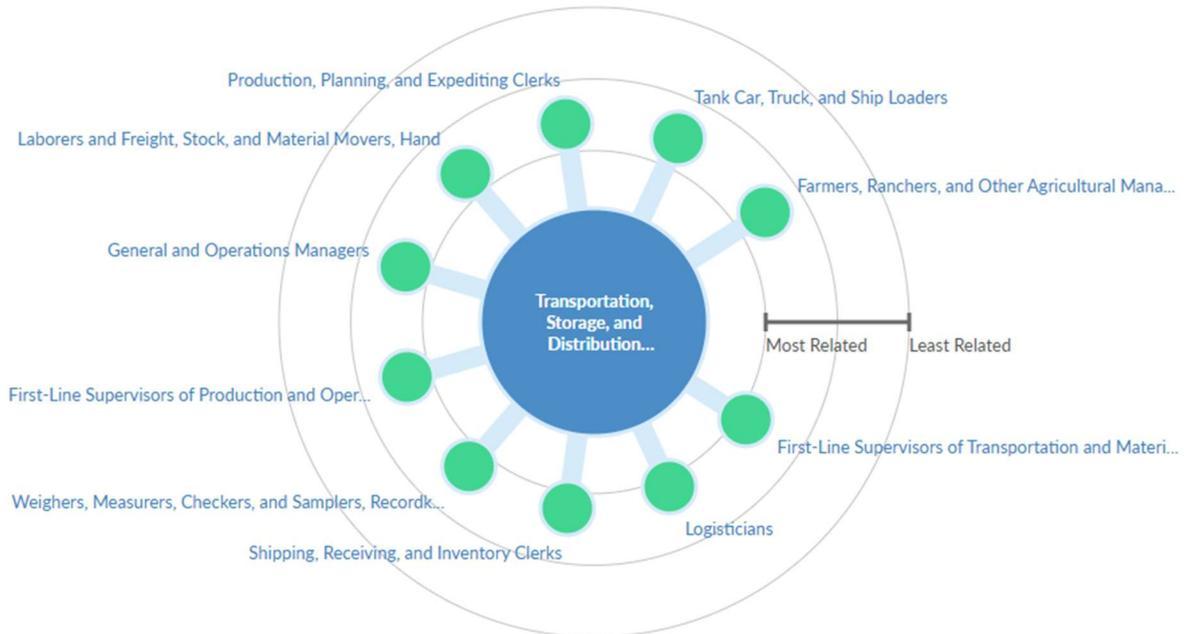 Production, Planning, and Expediting Clerks
Tank Car, Truck, and Ship Loaders
Laborers and Freight, Stock, and Material Movers, Hand
Farmers, Ranchers, and Other Agricultural Mana...
General and Operations Managers
Transportation,
Storage, and
Distribution...
Most Related
Least Related
First-Line Supervisors of Production and Oper...
First-Line Supervisors of Transportation and Materi...
Weighers, Measurers, Checkers, and Samplers, Recordk...
Logisticians
Shipping, Receiving, and Inventory Clerks